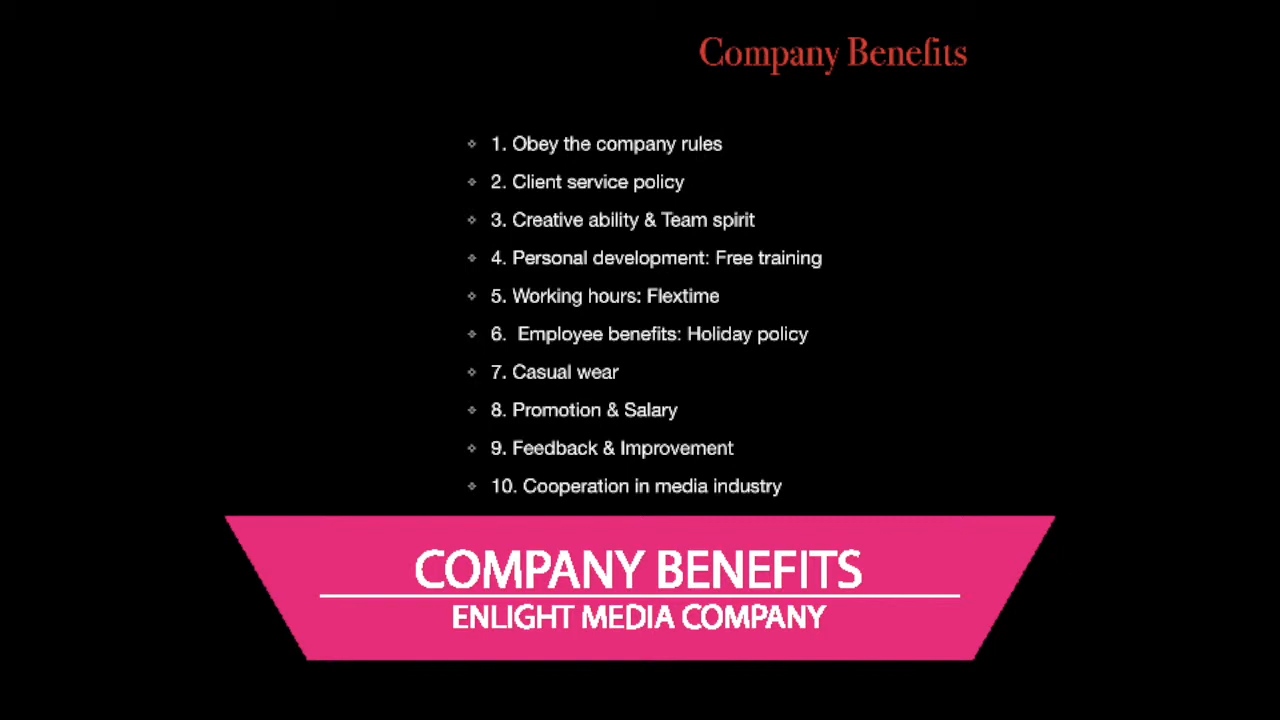 Company Benefits
1. Obey the company rules
2. Client service policy
3. Creative ability & Team spirit
4. Personal development: Free training
5. Working hours: Flextime
6.  Employee benefits: Holiday policy
7. Casual wear
8. Promotion & Salary
9. Feedback & Improvement
10. Cooperation in media industry
COMPANY BENEFITS
ENLIGHT MEDIA COMPANY